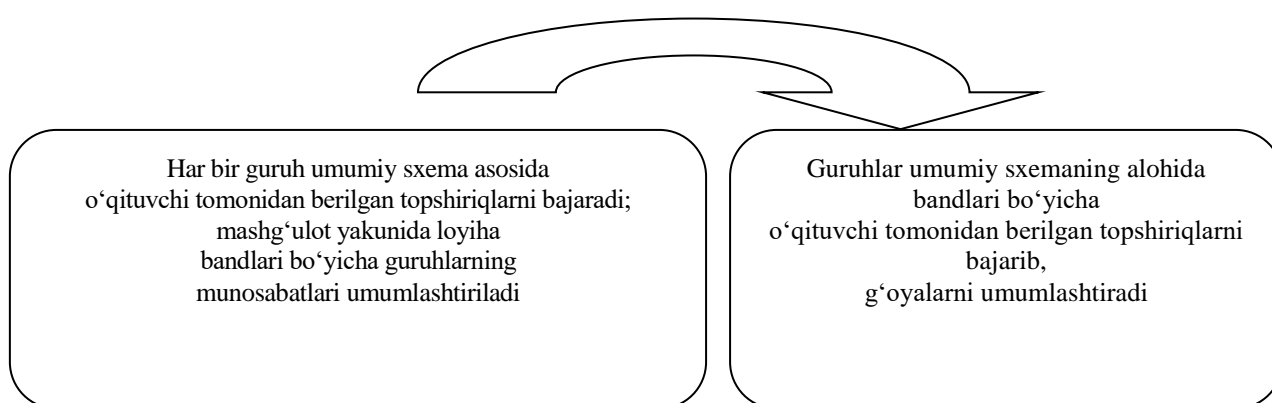 Har bir guruh umumiy sxema asosida
o‘qituvchi tomonidan berilgan topshiriqlarni bajaradi;
mashg‘ulot yakunida loyiha
bandlari bo‘yicha guruhlarning
munosabatlari umumlashtiriladi
Guruhlar umumiy sxemaning alohida
bandlari bo‘yicha
o‘qituvchi tomonidan berilgan topshiriqlarni
bajarib,
g‘oyalarni umumlashtiradi